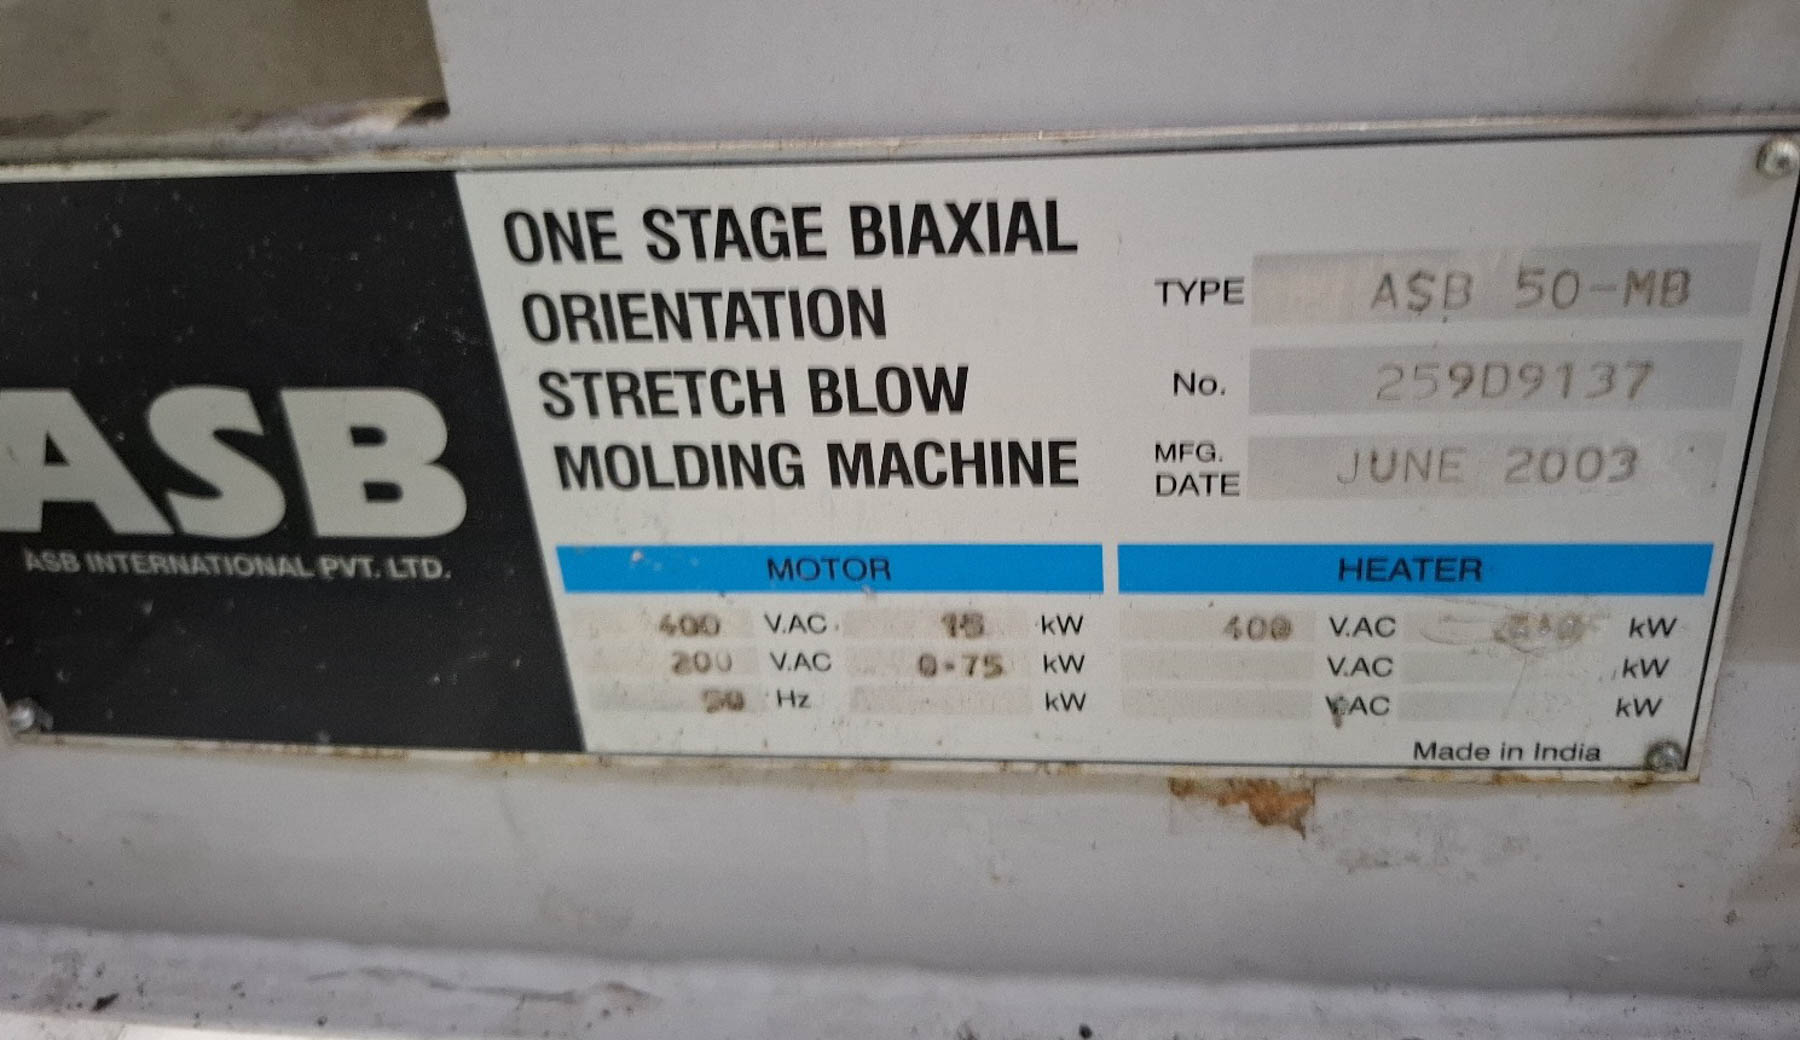 ASB
ASB INTERNATIONAL PVT. LTD.
ONE STAGE BIAXIAL
ORIENTATION
STRETCH BLOW
MOLDING MACHINE
TYPE ASB 50-MB
No. 259D9137
MFG. DATE JUNE 2003
MOTOR
400 V.AC 15 kW
200 V.AC 0.75 kW
50 Hz kW
HEATER
400 V.AC kW
V.AC kW
V.AC kW
Made in India